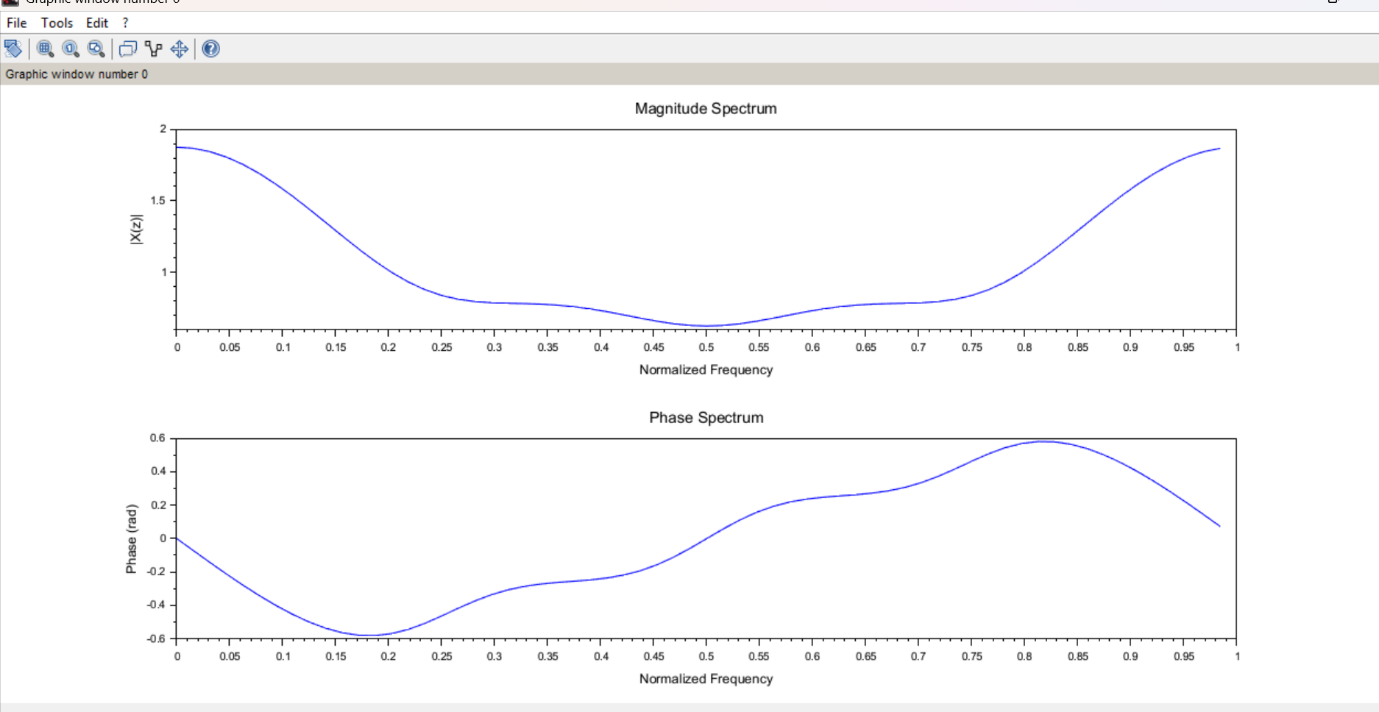 Graphic window number 0
File Tools Edit ?
Graphic window number 0
Magnitude Spectrum
2
1.5
1
|X(z)|
0 0.05 0.1 0.15 0.2 0.25 0.3 0.35 0.4 0.45 0.5 0.55 0.6 0.65 0.7 0.75 0.8 0.85 0.9 0.95 1
Normalized Frequency
Phase Spectrum
0.6
0.4
0.2
0
-0.2
-0.4
-0.6
Phase (rad)
0 0.05 0.1 0.15 0.2 0.25 0.3 0.35 0.4 0.45 0.5 0.55 0.6 0.65 0.7 0.75 0.8 0.85 0.9 0.95 1
Normalized Frequency